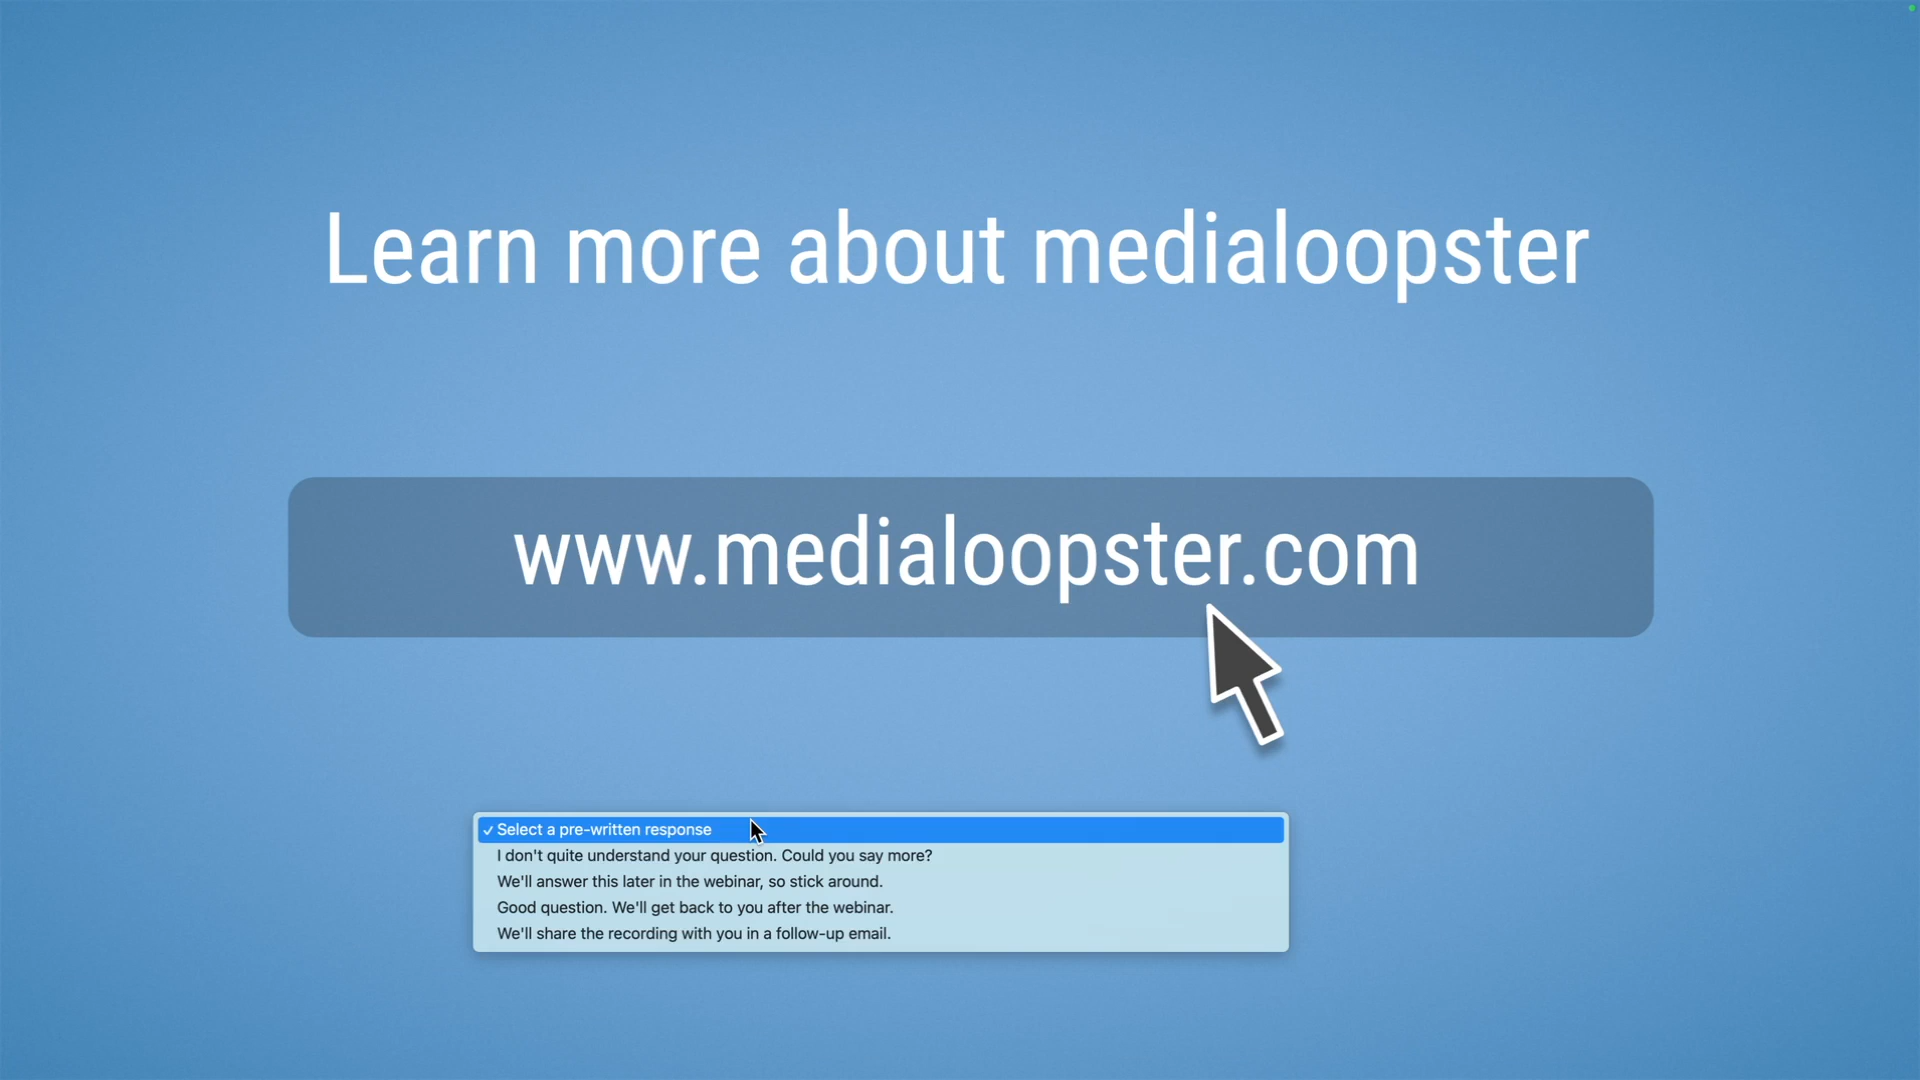 Learn more about medialoopster
www.medialoopster.com
✓ Select a pre-written response
I don't quite understand your question. Could you say more?
We'll answer this later in the webinar, so stick around.
Good question. We'll get back to you after the webinar.
We'll share the recording with you in a follow-up email.